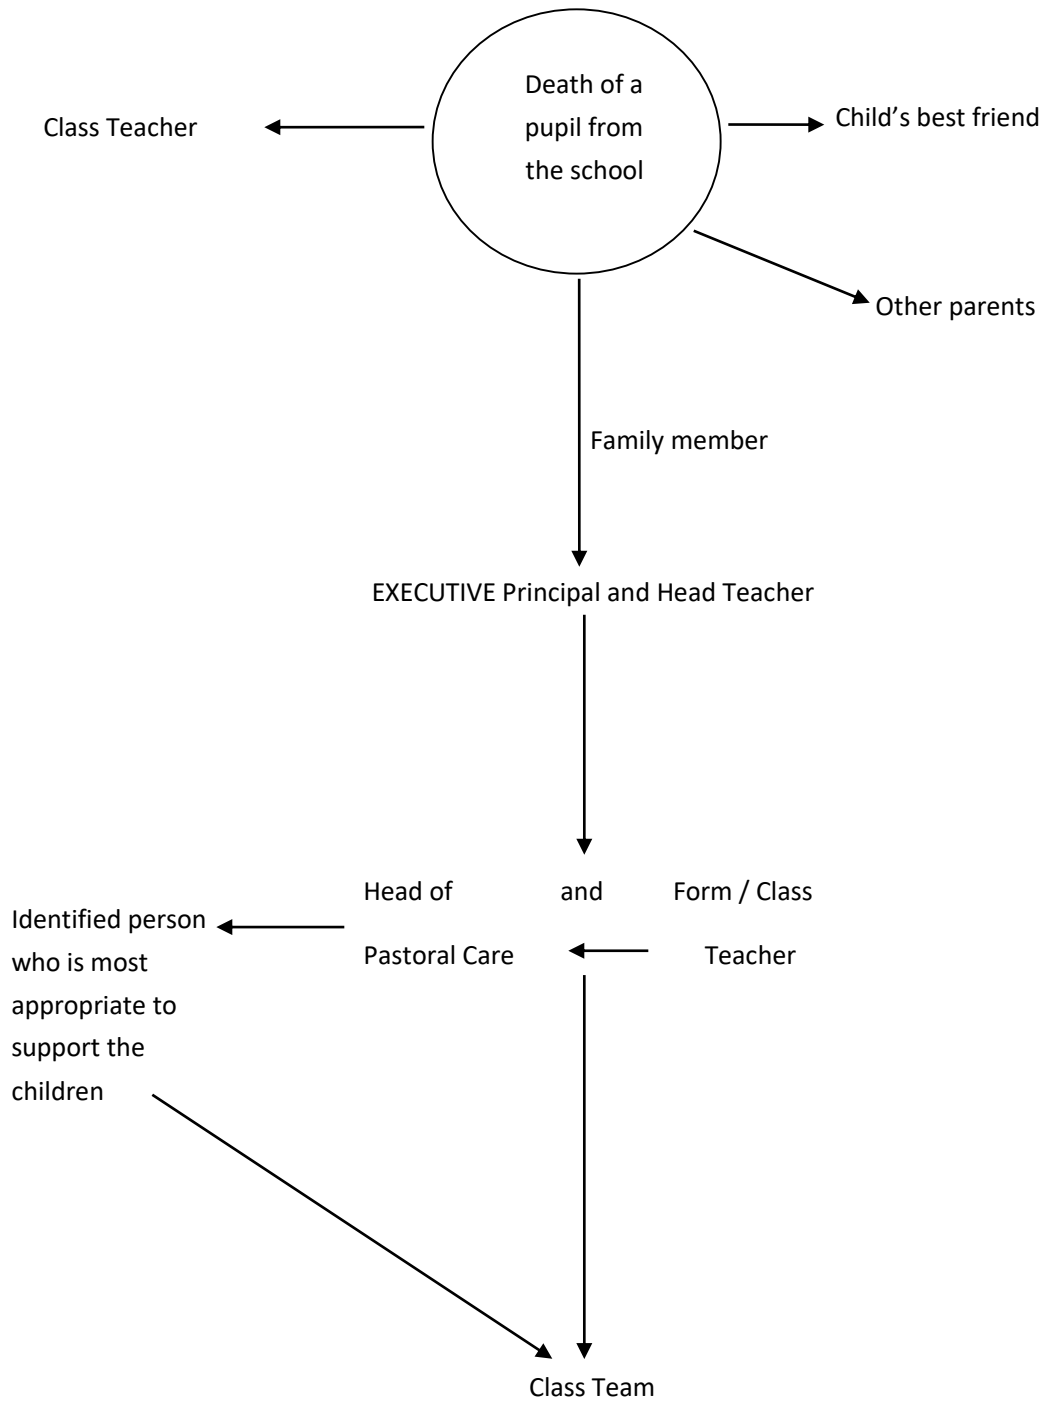 Death of a
pupil from
the school
Class Teacher
Child’s best friend
Other parents
Family member
EXECUTIVE Principal and Head Teacher
Head of and Form / Class
Pastoral Care Teacher
Identified person
who is most
appropriate to
support the
children
Class Team